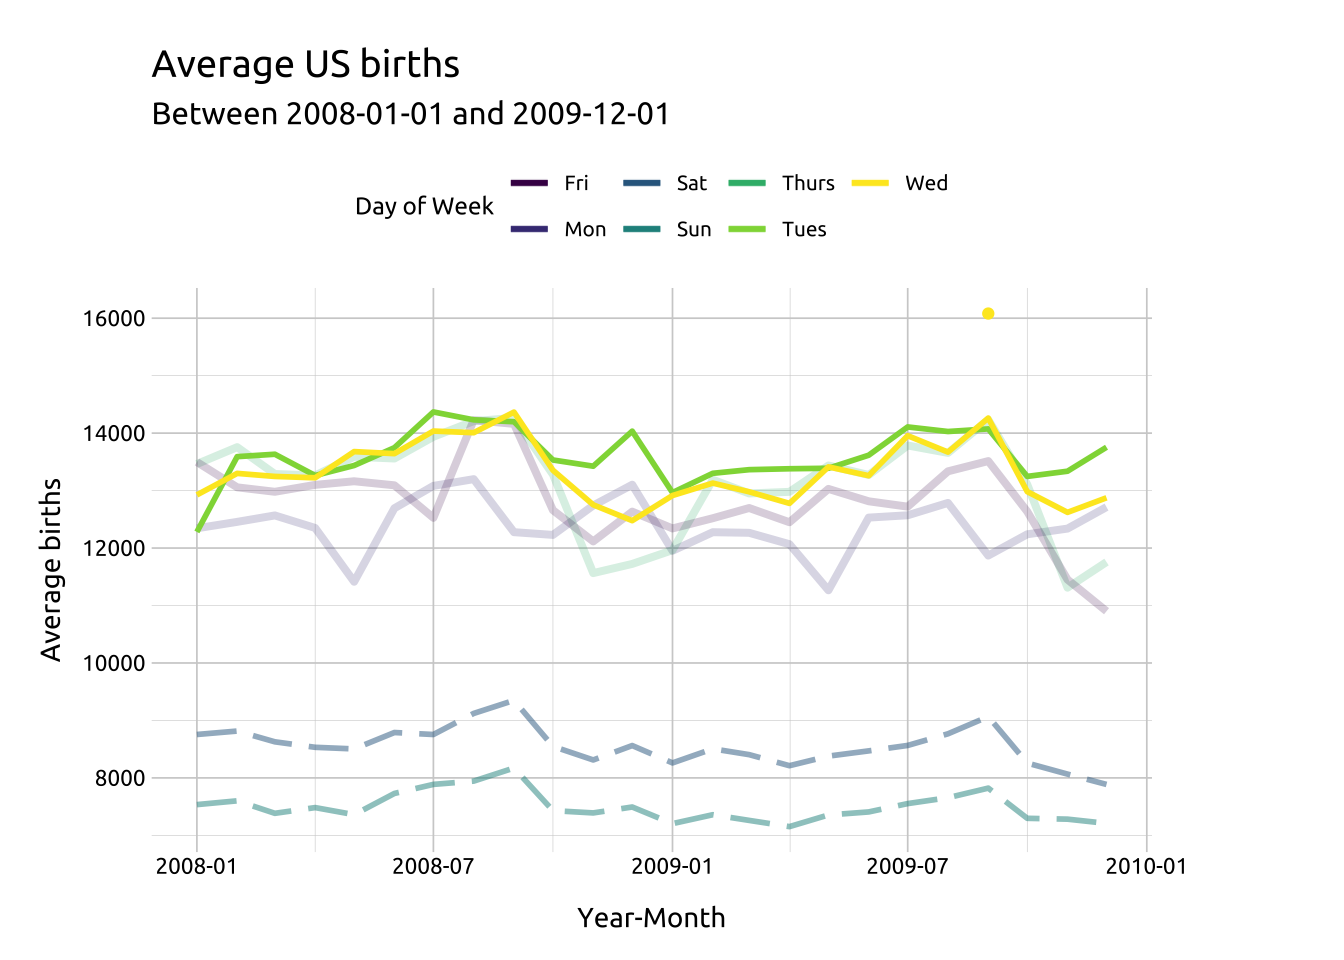 Average US births
Between 2008-01-01 and 2009-12-01
Day of Week
Fri Sat Thurs Wed
Mon Sun Tues
Average births
16000
14000
12000
10000
8000
2008-01 2008-07 2009-01 2009-07 2010-01
Year-Month